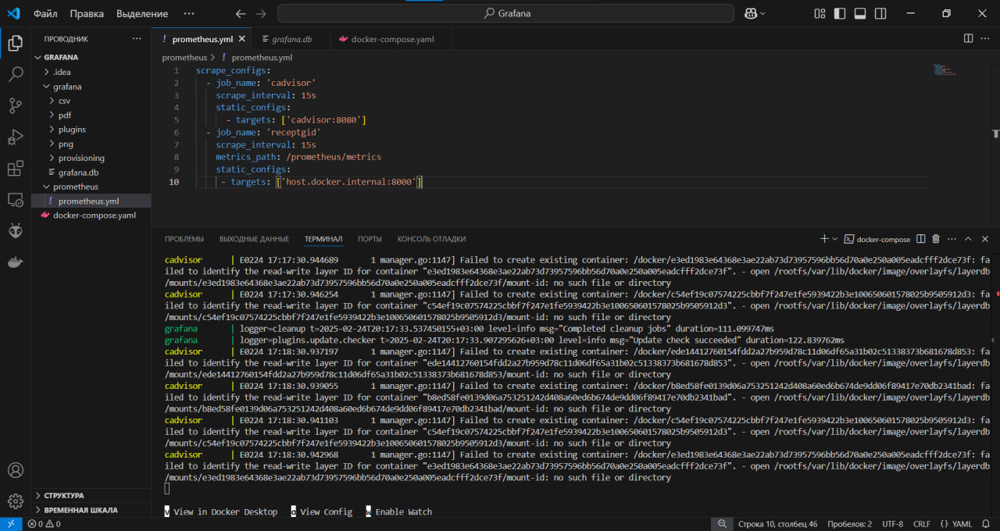 Файл Правка Выделение ··· Grafana
ПРОВОДНИК ···
GRAFANA
.idea
grafana
csv
pdf
plugins
png
provisioning
grafana.db
prometheus
prometheus.yml
docker-compose.yaml
СТРУКТУРА
ВРЕМЕННАЯ ШКАЛА
! prometheus.yml grafana.db docker-compose.yaml
prometheus > ! prometheus.yml
1 scrape_configs:
2 - job_name: 'cadvisor'
3 scrape_interval: 15s
4 static_configs:
5 - targets: ['cadvisor:8080']
6 - job_name: 'receptgid'
7 scrape_interval: 15s
8 metrics_path: /prometheus/metrics
9 static_configs:
10 - targets: ['host.docker.internal:8000']
ПРОБЛЕМЫ ВЫХОДНЫЕ ДАННЫЕ ТЕРМИНАЛ ПОРТЫ КОНСОЛЬ ОТЛАДКИ docker-compose
cadvisor | E0224 17:17:30.944689 1 manager.go:1147] Failed to create existing container: /docker/e3ed1983e64368e3ae22ab73d73957596bb56d70a0e250a005eadcfff2dce73f: fa
iled to identify the read-write layer ID for container "e3ed1983e64368e3ae22ab73d73957596bb56d70a0e250a005eadcfff2dce73f". - open /rootfs/var/lib/docker/image/overlayfs/layerdb
/mounts/e3ed1983e64368e3ae22ab73d73957596bb56d70a0e250a005eadcfff2dce73f/mount-id: no such file or directory
cadvisor | E0224 17:17:30.946254 1 manager.go:1147] Failed to create existing container: /docker/c54ef19c07574225cbbf7f247e1fe5939422b3e100650601578025b9505912d3: fa
iled to identify the read-write layer ID for container "c54ef19c07574225cbbf7f247e1fe5939422b3e100650601578025b9505912d3". - open /rootfs/var/lib/docker/image/overlayfs/layerdb
/mounts/c54ef19c07574225cbbf7f247e1fe5939422b3e100650601578025b9505912d3/mount-id: no such file or directory
grafana | logger=cleanup t=2025-02-24T20:17:33.537450155+03:00 level=info msg="Completed cleanup jobs" duration=111.099747ms
grafana | logger=plugins.update.checker t=2025-02-24T20:17:33.907295626+03:00 level=info msg="Update check succeeded" duration=122.839762ms
cadvisor | E0224 17:18:30.937197 1 manager.go:1147] Failed to create existing container: /docker/ede14412760154fdd2a27b959d78c11d06df65a31b02c51338373b681678d853: fa
iled to identify the read-write layer ID for container "ede14412760154fdd2a27b959d78c11d06df65a31b02c51338373b681678d853". - open /rootfs/var/lib/docker/image/overlayfs/layerdb
/mounts/ede14412760154fdd2a27b959d78c11d06df65a31b02c51338373b681678d853/mount-id: no such file or directory
cadvisor | E0224 17:18:30.939055 1 manager.go:1147] Failed to create existing container: /docker/b8ed58fe0139d06a753251242d408a60ed6b674de9dd06f89417e70db2341bad: fa
iled to identify the read-write layer ID for container "b8ed58fe0139d06a753251242d408a60ed6b674de9dd06f89417e70db2341bad". - open /rootfs/var/lib/docker/image/overlayfs/layerdb
/mounts/b8ed58fe0139d06a753251242d408a60ed6b674de9dd06f89417e70db2341bad/mount-id: no such file or directory
cadvisor | E0224 17:18:30.941103 1 manager.go:1147] Failed to create existing container: /docker/c54ef19c07574225cbbf7f247e1fe5939422b3e100650601578025b9505912d3: fa
iled to identify the read-write layer ID for container "c54ef19c07574225cbbf7f247e1fe5939422b3e100650601578025b9505912d3". - open /rootfs/var/lib/docker/image/overlayfs/layerdb
/mounts/c54ef19c07574225cbbf7f247e1fe5939422b3e100650601578025b9505912d3/mount-id: no such file or directory
cadvisor | E0224 17:18:30.942968 1 manager.go:1147] Failed to create existing container: /docker/e3ed1983e64368e3ae22ab73d73957596bb56d70a0e250a005eadcfff2dce73f: fa
iled to identify the read-write layer ID for container "e3ed1983e64368e3ae22ab73d73957596bb56d70a0e250a005eadcfff2dce73f". - open /rootfs/var/lib/docker/image/overlayfs/layerdb
/mounts/e3ed1983e64368e3ae22ab73d73957596bb56d70a0e250a005eadcfff2dce73f/mount-id: no such file or directory
v View in Docker Desktop o View Config w Enable Watch
0 0 Строка 10, столбец 46 Пробелов: 2 UTF-8 CRLF {} YAML